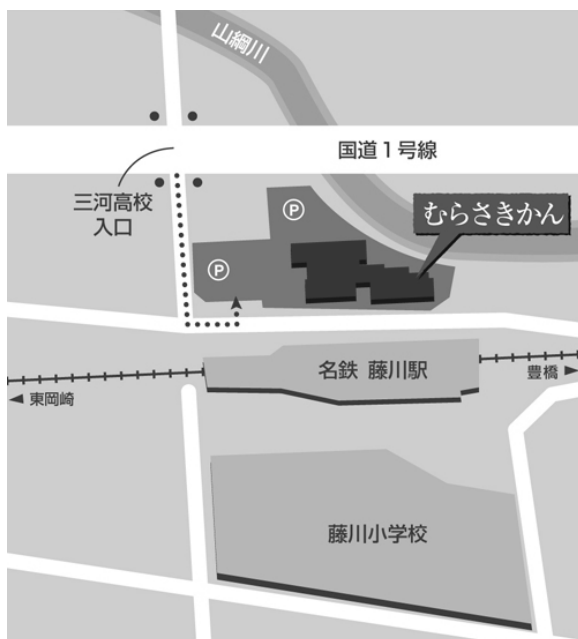 山綱川
国道1号線
三河高校
入口
Ⓟ
むらさきかん
Ⓟ
名鉄 藤川駅
豊橋 ▶
◀ 東岡崎
藤川小学校